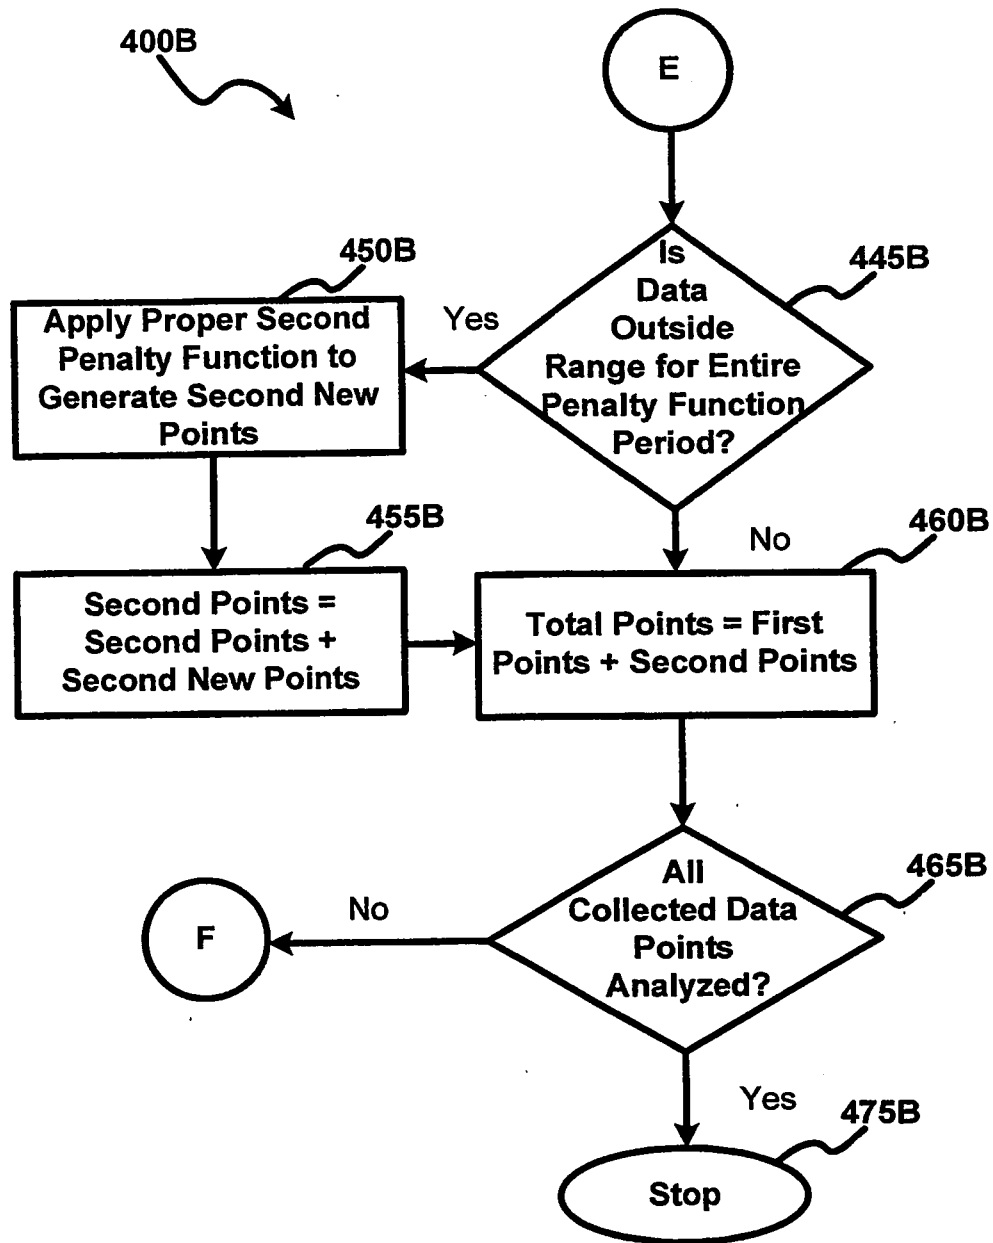 400B
E
445B
Is
Data
Outside
Range for Entire
Penalty Function
Period?
Yes
450B
Apply Proper Second
Penalty Function to
Generate Second New
Points
455B
Second Points =
Second Points +
Second New Points
No
460B
Total Points = First
Points + Second Points
465B
All
Collected Data
Points
Analyzed?
No
F
Yes
475B
Stop